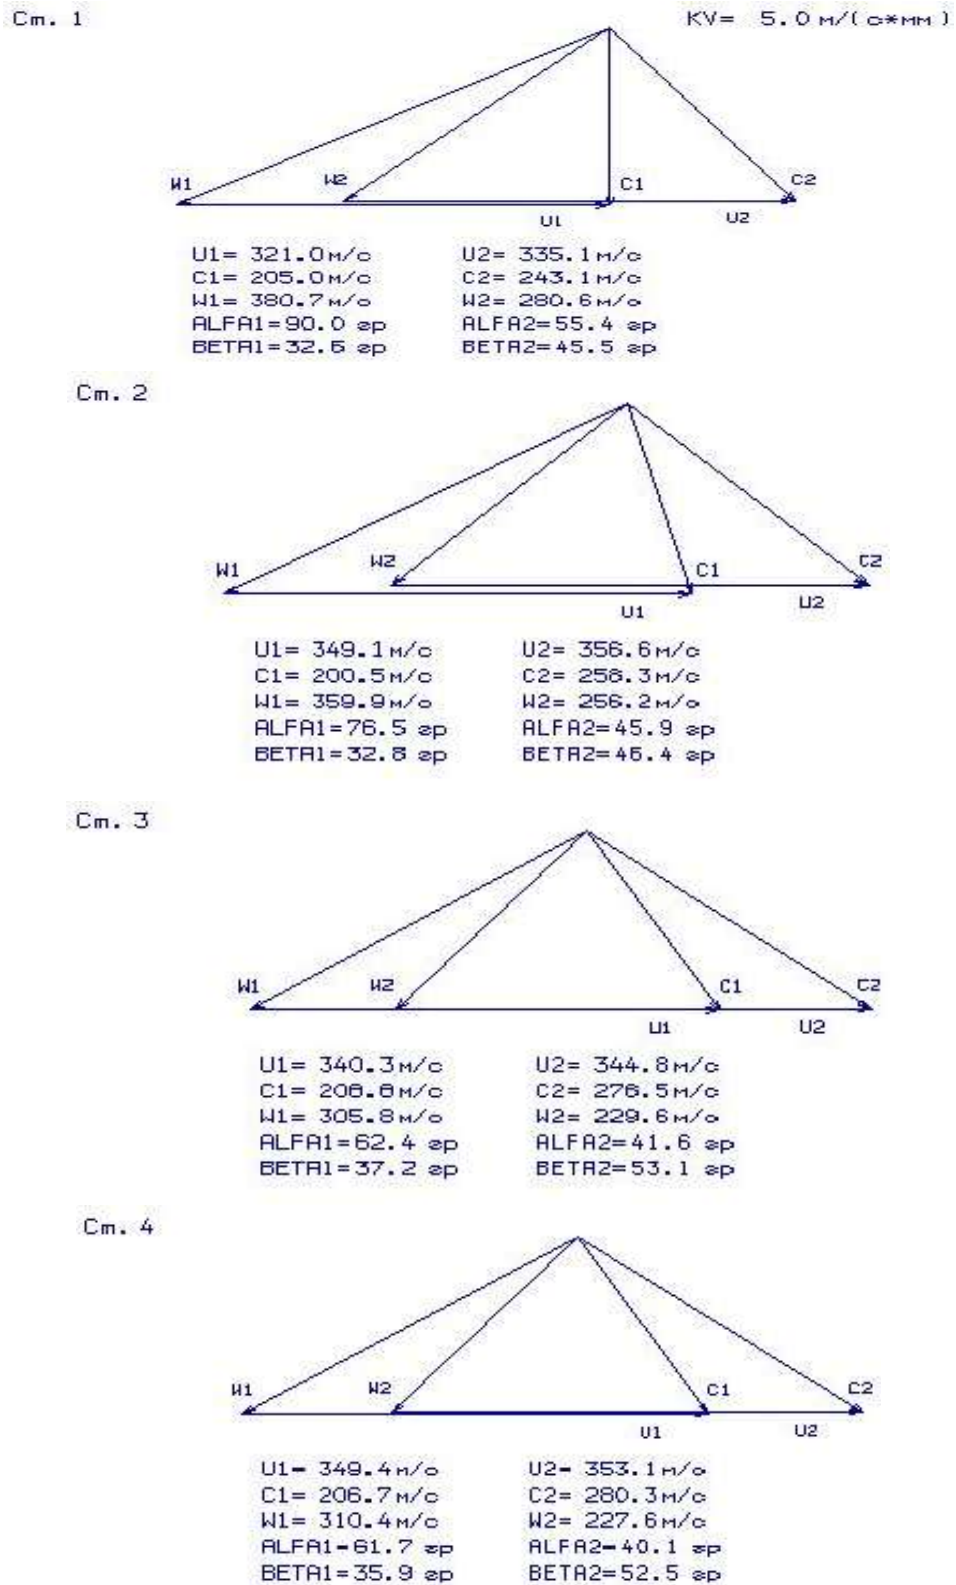 Ст. 1 KV= 5.0 м/(с*мм)
W1 W2 C1 C2
U1 U2
U1= 321.0м/с U2= 335.1м/с
C1= 205.0м/с C2= 243.1м/с
W1= 380.7м/с W2= 280.6м/с
ALFA1=90.0 гр ALFA2=55.4 гр
BETA1=32.6 гр BETA2=45.5 гр
Ст. 2
W1 W2 C1 C2
U1 U2
U1= 349.1м/с U2= 356.6м/с
C1= 200.5м/с C2= 258.3м/с
W1= 359.9м/с W2= 256.2м/с
ALFA1=76.5 гр ALFA2=45.9 гр
BETA1=32.8 гр BETA2=46.4 гр
Ст. 3
W1 W2 C1 C2
U1 U2
U1= 340.3м/с U2= 344.8м/с
C1= 208.8м/с C2= 276.5м/с
W1= 305.8м/с W2= 229.6м/с
ALFA1=62.4 гр ALFA2=41.6 гр
BETA1=37.2 гр BETA2=53.1 гр
Ст. 4
W1 W2 C1 C2
U1 U2
U1= 349.4м/с U2= 353.1м/с
C1= 206.7м/с C2= 280.3м/с
W1= 310.4м/с W2= 227.6м/с
ALFA1=61.7 гр ALFA2=40.1 гр
BETA1=35.9 гр BETA2=52.5 гр